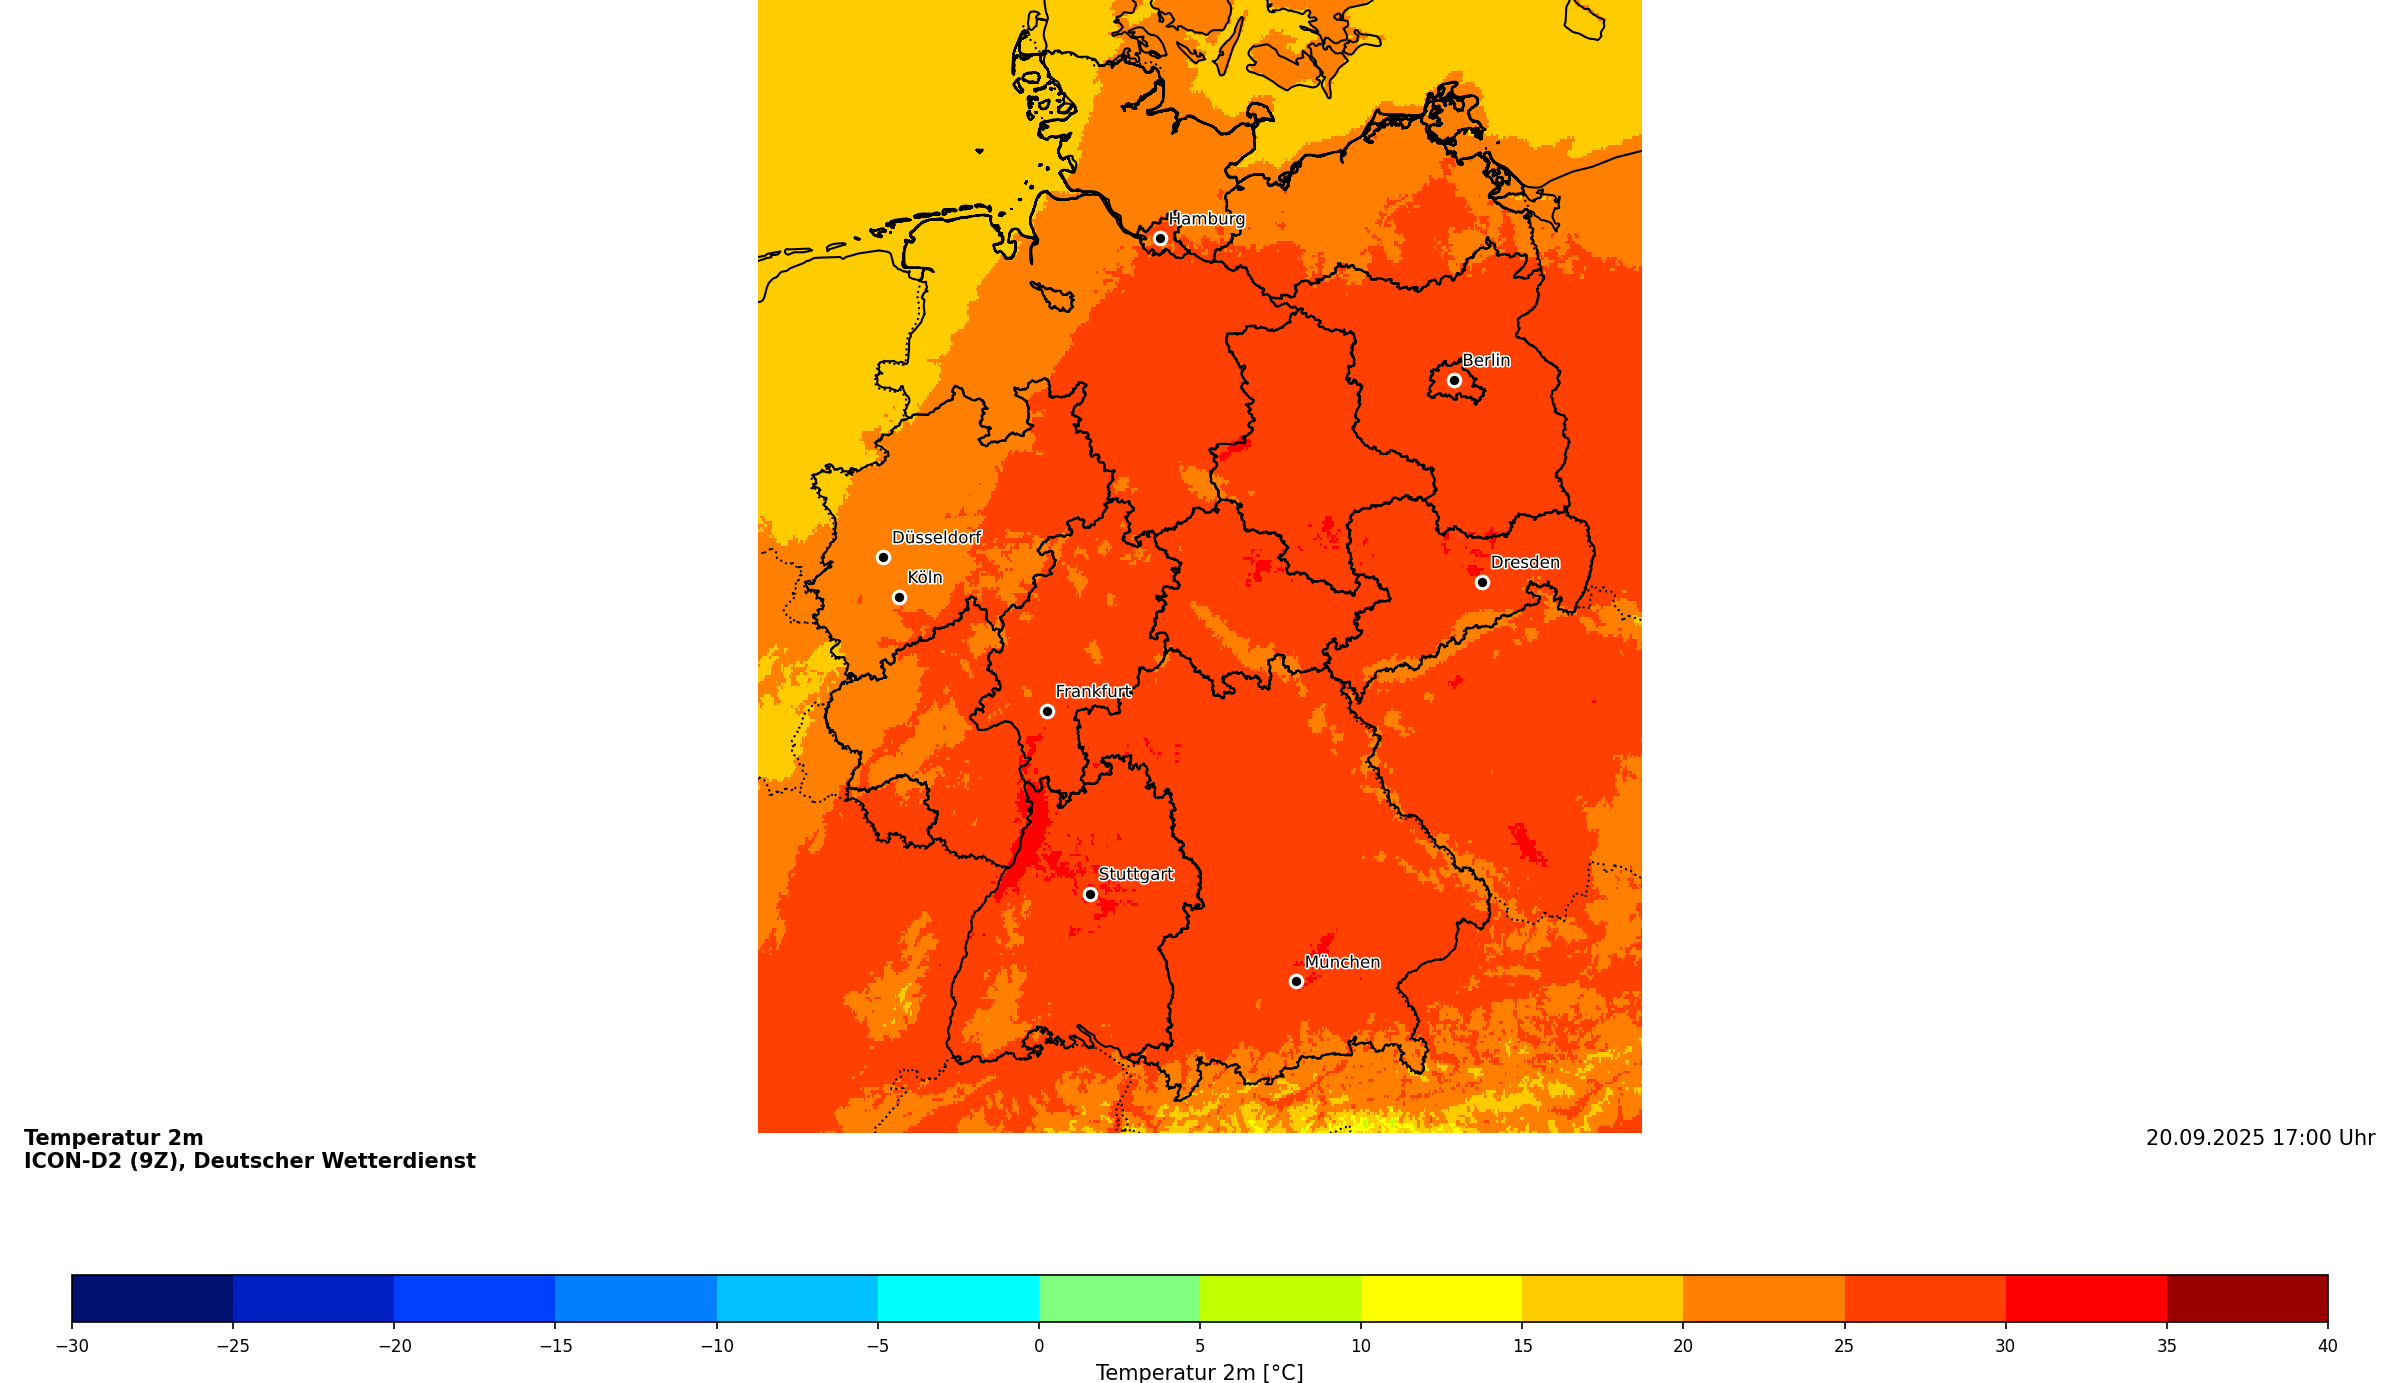 Hamburg
Berlin
Düsseldorf
Dresden
Köln
Frankfurt
Stuttgart
München
Temperatur 2m
ICON-D2 (9Z), Deutscher Wetterdienst
20.09.2025 17:00 Uhr
−30 −25 −20 −15 −10 −5 0 5 10 15 20 25 30 35 40
Temperatur 2m [°C]